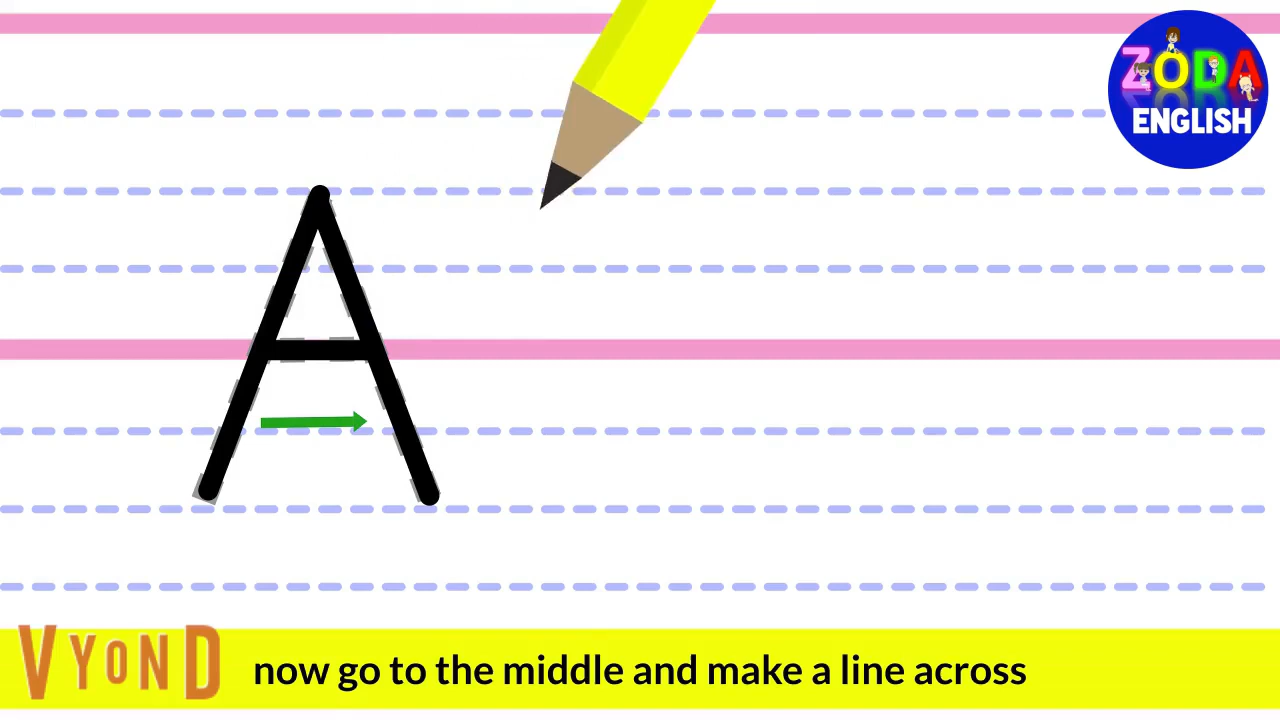 ZODA
ENGLISH
A
VYOND
now go to the middle and make a line across